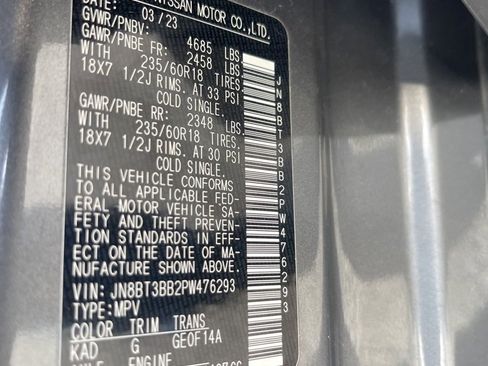 NISSAN MOTOR CO.,LTD.
DATE: 03/23
GVWR/PNBV: 4685 LBS.
GAWR/PNBE FR: 2458 LBS.
WITH 235/60R18 TIRES.
18X7 1/2J RIMS. AT 33 PSI
COLD SINGLE.
GAWR/PNBE RR: 2348 LBS.
WITH 235/60R18 TIRES.
18X7 1/2J RIMS. AT 30 PSI
COLD SINGLE.
THIS VEHICLE CONFORMS
TO ALL APPLICABLE FED-
ERAL MOTOR VEHICLE SA-
FETY AND THEFT PREVEN-
TION STANDARDS IN EFF-
ECT ON THE DATE OF MA-
NUFACTURE SHOWN ABOVE.
VIN: JN8BT3BB2PW476293
TYPE:MPV
COLOR TRIM TRANS
KAD G GE0F14A
ENGINE
JN8BT3BB2PW476293